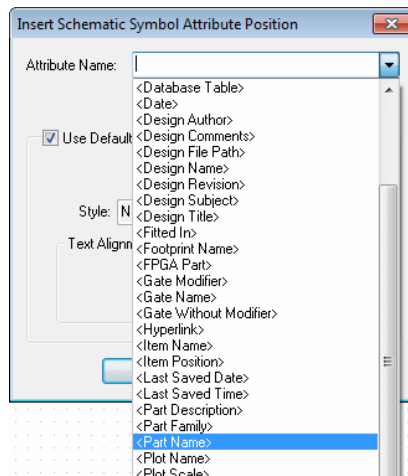 Insert Schematic Symbol Attribute Position
Attribute Name:
<Database Table>
<Date>
<Design Author>
<Design Comments>
Use Default
<Design File Path>
<Design Name>
<Design Revision>
<Design Subject>
Style: N
<Design Title>
<Fitted In>
Text Alignm
<Footprint Name>
<FPGA Part>
<Gate Modifier>
<Gate Name>
<Gate Without Modifier>
<Hyperlink>
<Item Name>
<Item Position>
<Last Saved Date>
<Last Saved Time>
<Part Description>
<Part Family>
<Part Name>
<Plot Name>
<Plot Scale>